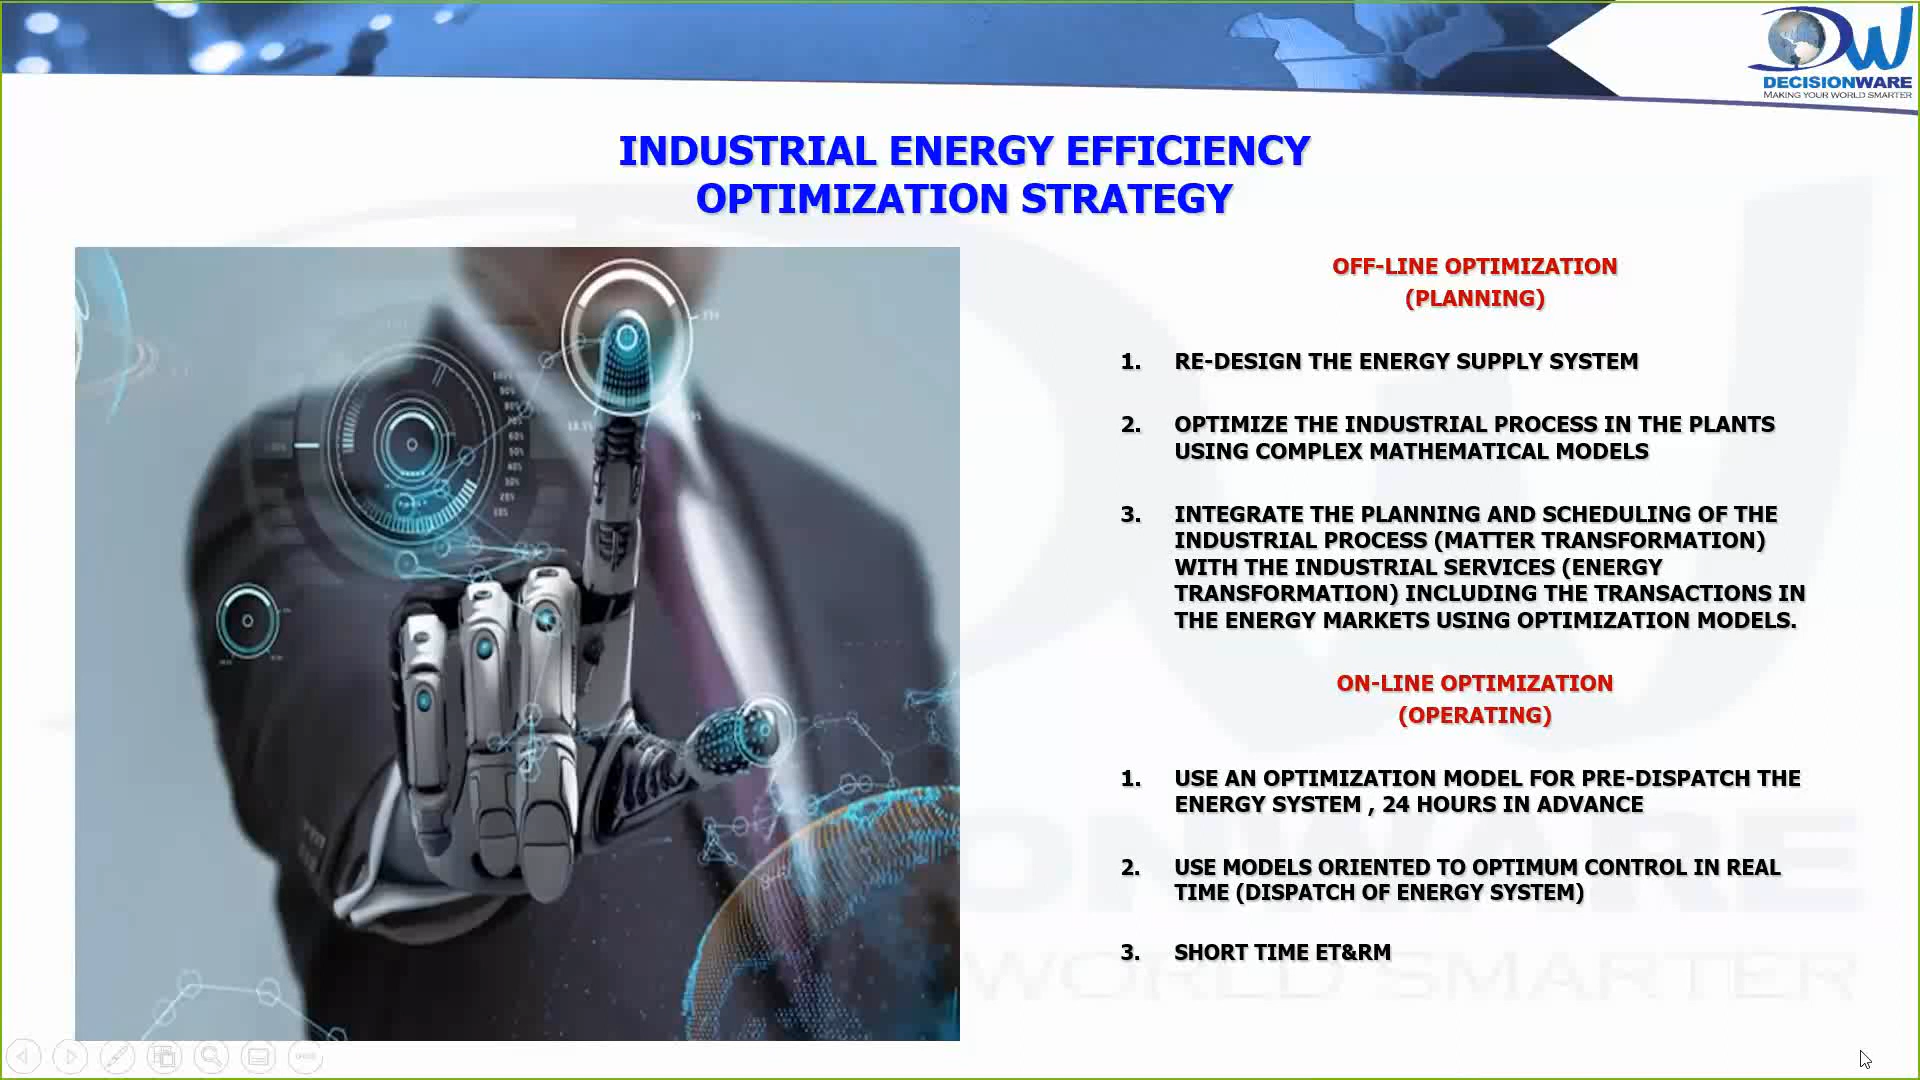 DECISIONWARE
MAKING YOUR WORLD SMARTER
INDUSTRIAL ENERGY EFFICIENCY
OPTIMIZATION STRATEGY
OFF-LINE OPTIMIZATION
(PLANNING)
1. RE-DESIGN THE ENERGY SUPPLY SYSTEM
2. OPTIMIZE THE INDUSTRIAL PROCESS IN THE PLANTS
USING COMPLEX MATHEMATICAL MODELS
3. INTEGRATE THE PLANNING AND SCHEDULING OF THE
INDUSTRIAL PROCESS (MATTER TRANSFORMATION)
WITH THE INDUSTRIAL SERVICES (ENERGY
TRANSFORMATION) INCLUDING THE TRANSACTIONS IN
THE ENERGY MARKETS USING OPTIMIZATION MODELS.
ON-LINE OPTIMIZATION
(OPERATING)
1. USE AN OPTIMIZATION MODEL FOR PRE-DISPATCH THE
ENERGY SYSTEM , 24 HOURS IN ADVANCE
2. USE MODELS ORIENTED TO OPTIMUM CONTROL IN REAL
TIME (DISPATCH OF ENERGY SYSTEM)
3. SHORT TIME ET&RM
ONWARE
WORLD SMARTER